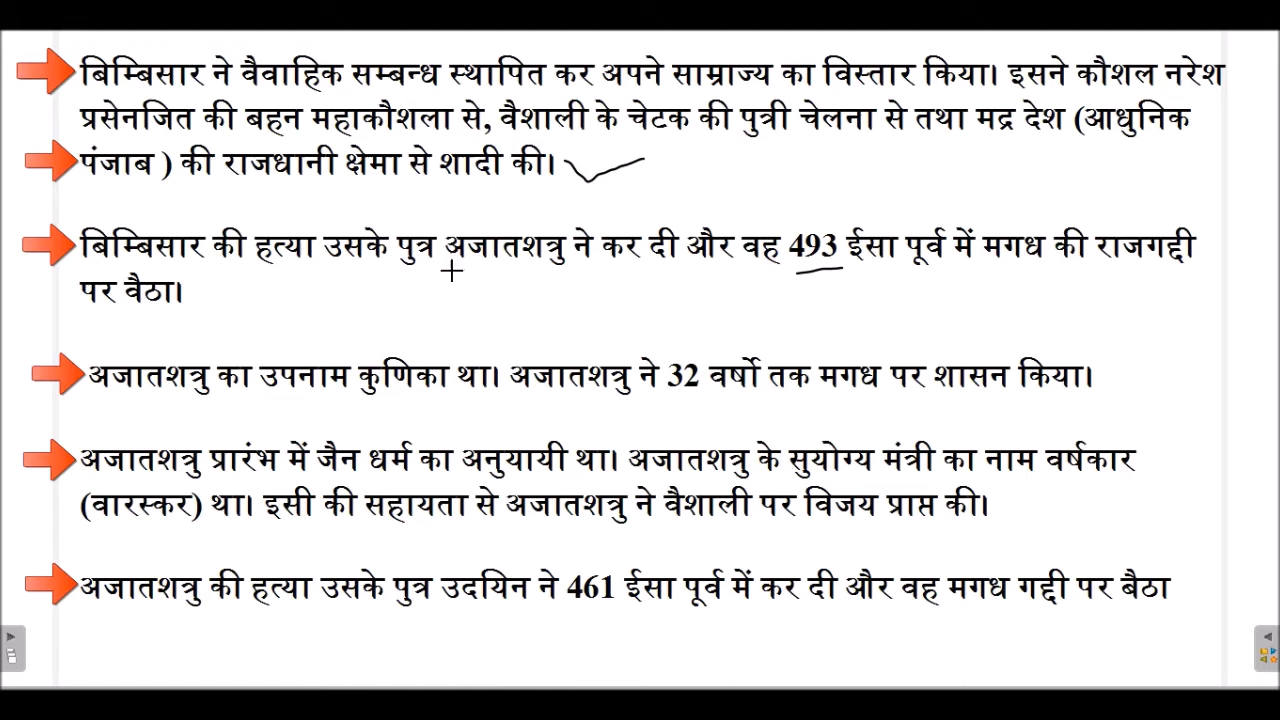 बिम्बिसार ने वैवाहिक सम्बन्ध स्थापित कर अपने साम्राज्य का विस्तार किया। इसने कौशल नरेश
प्रसेनजित की बहन महाकौशला से, वैशाली के चेटक की पुत्री चेलना से तथा मद्र देश (आधुनिक
पंजाब ) की राजधानी क्षेमा से शादी की।
बिम्बिसार की हत्या उसके पुत्र अजातशत्रु ने कर दी और वह 493 ईसा पूर्व में मगध की राजगद्दी
पर वैठा।
अजातशत्रु का उपनाम कुणिका था। अजातशत्रु ने 32 वर्षो तक मगध पर शासन किया।
अजातशत्रु प्रारंभ में जैन धर्म का अनुयायी था। अजातशत्रु के सुयोग्य मंत्री का नाम वर्षकार
(वारस्कर) था। इसी की सहायता से अजातशत्रु ने वैशाली पर विजय प्राप्त की।
अजातशत्रु की हत्या उसके पुत्र उदयिन ने 461 ईसा पूर्व में कर दी और वह मगध गद्दी पर बैठा